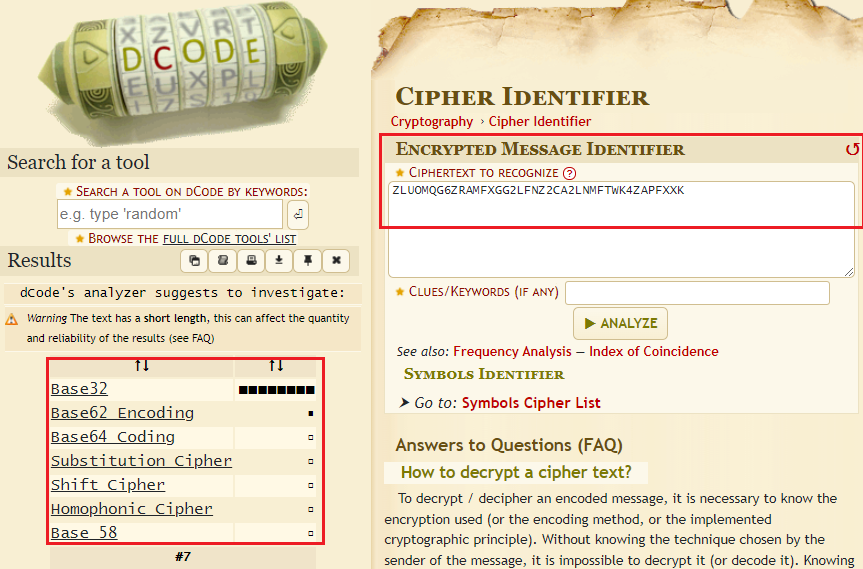 X Z V R T
D C O D E
E U X P L
Search for a tool
SEARCH A TOOL ON DCODE BY KEYWORDS:
e.g. type 'random'
BROWSE THE FULL DCODE TOOLS' LIST
Results
dCode's analyzer suggests to investigate:
Warning The text has a short length, this can affect the quantity
and reliability of the results (see FAQ)
↑↓ ↑↓
Base32 ■■■■■■■■
Base62 Encoding ▪
Base64 Coding ▫
Substitution Cipher ▫
Shift Cipher ▫
Homophonic Cipher ▫
Base 58 ▫
#7
CIPHER IDENTIFIER
Cryptography › Cipher Identifier
ENCRYPTED MESSAGE IDENTIFIER
CIPHERTEXT TO RECOGNIZE ?
ZLUOMQG6ZRAMFXGG2LFNZ2CA2LNMFTWK4ZAPFXXK
CLUES/KEYWORDS (IF ANY)
▶ ANALYZE
See also: Frequency Analysis — Index of Coincidence
SYMBOLS IDENTIFIER
➤ Go to: Symbols Cipher List
Answers to Questions (FAQ)
How to decrypt a cipher text?
To decrypt / decipher an encoded message, it is necessary to know the
encryption used (or the encoding method, or the implemented
cryptographic principle). Without knowing the technique chosen by the
sender of the message, it is impossible to decrypt it (or decode it). Knowing